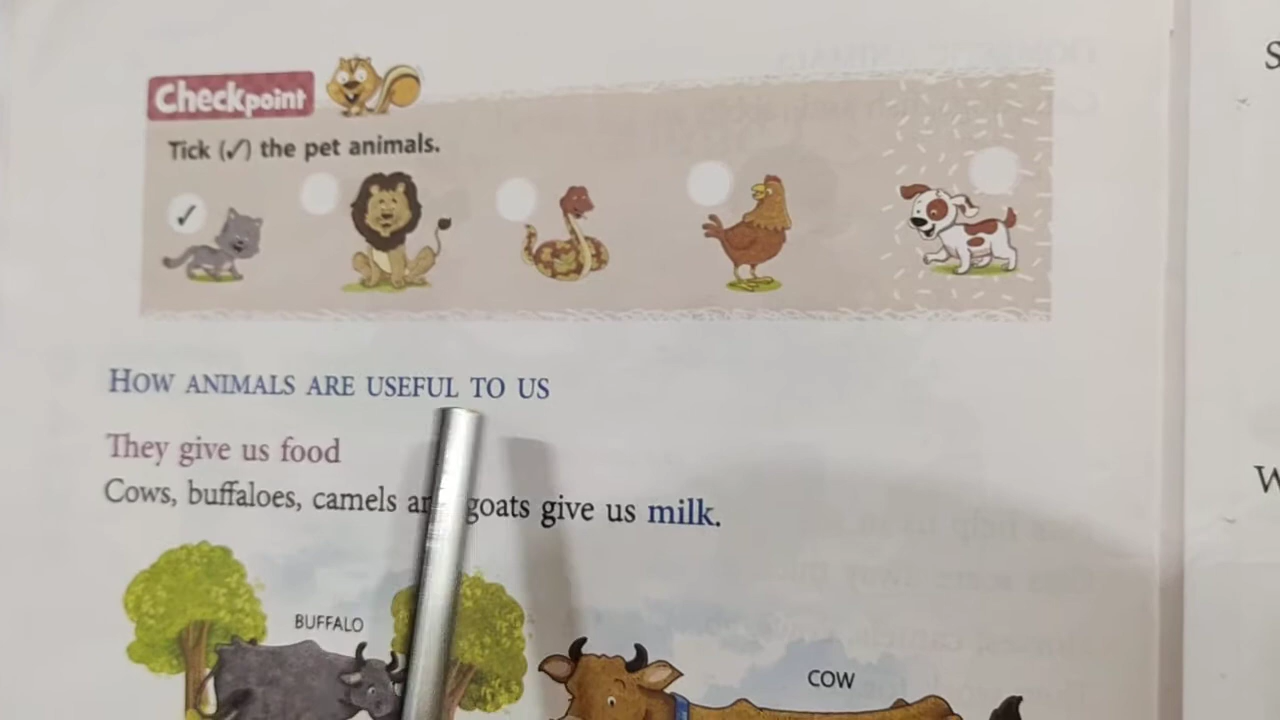 Checkpoint
Tick (✓) the pet animals.
✓
HOW ANIMALS ARE USEFUL TO US
They give us food
Cows, buffaloes, camels goats give us milk.
BUFFALO
COW